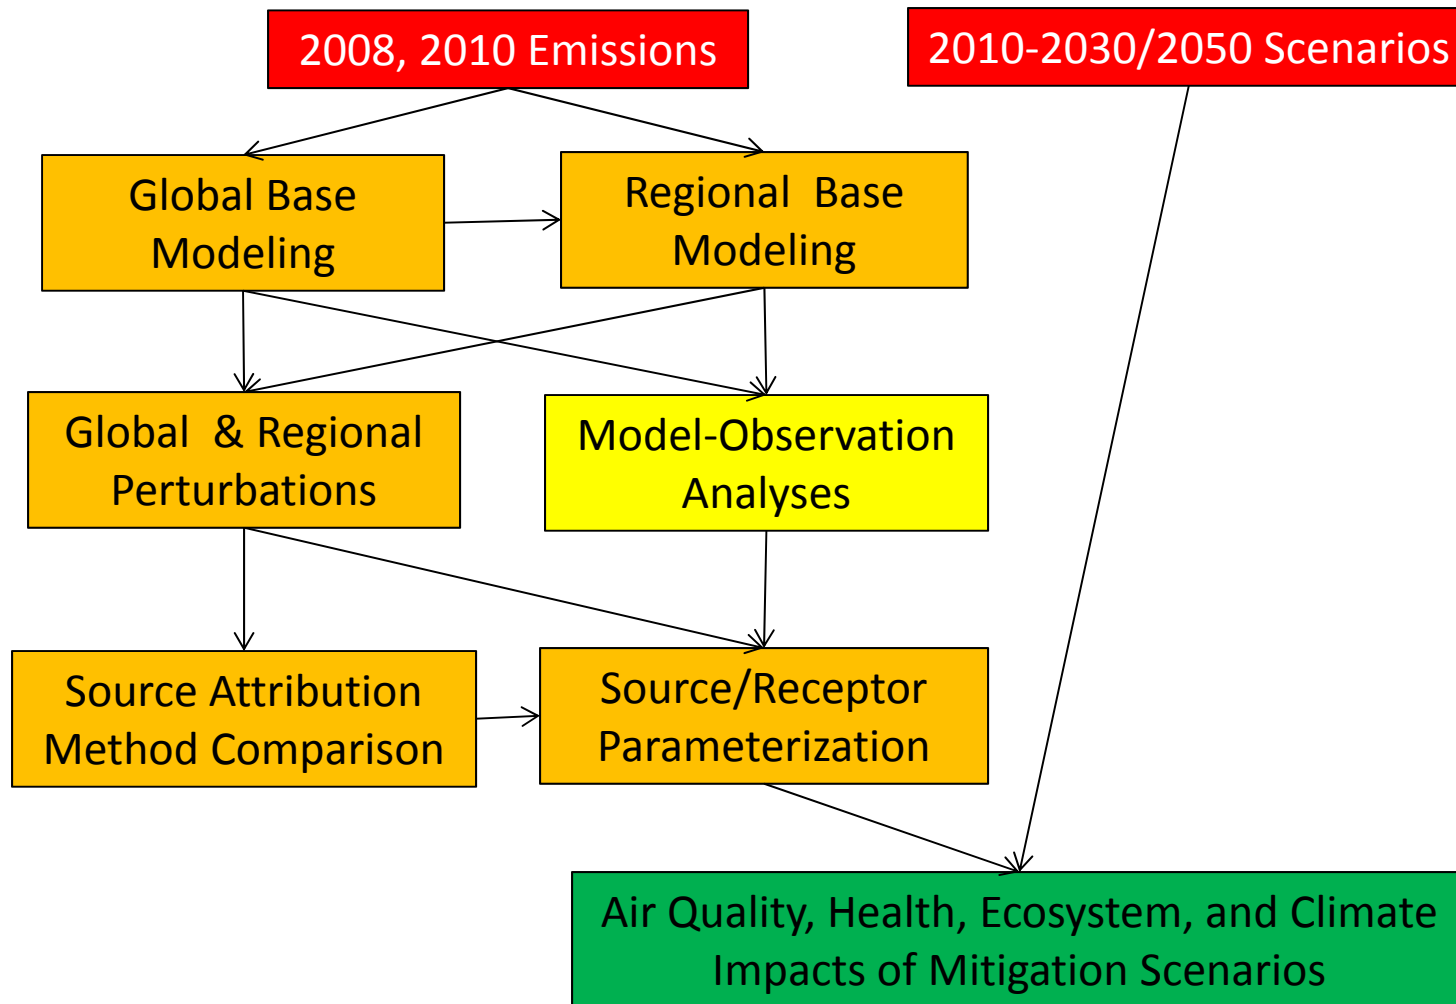 2008, 2010 Emissions
2010-2030/2050 Scenarios
Global Base
Modeling
Regional Base
Modeling
Global & Regional
Perturbations
Model-Observation
Analyses
Source Attribution
Method Comparison
Source/Receptor
Parameterization
Air Quality, Health, Ecosystem, and Climate
Impacts of Mitigation Scenarios